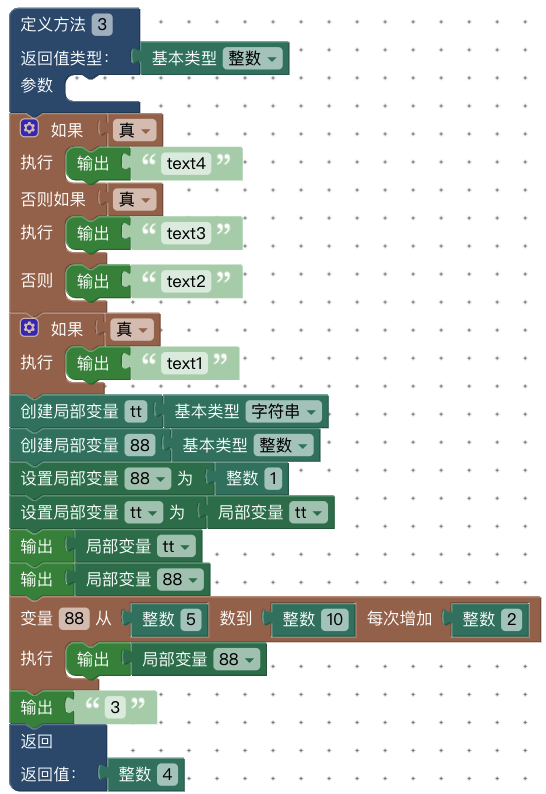 定义方法 3
返回值类型： 基本类型 整数
参数
如果 真
执行 输出 “ text4 ”
否则如果 真
执行 输出 “ text3 ”
否则 输出 “ text2 ”
如果 真
执行 输出 “ text1 ”
创建局部变量 tt 基本类型 字符串
创建局部变量 88 基本类型 整数
设置局部变量 88 为 整数 1
设置局部变量 tt 为 局部变量 tt
输出 局部变量 tt
输出 局部变量 88
变量 88 从 整数 5 数到 整数 10 每次增加 整数 2
执行 输出 局部变量 88
输出 “ 3 ”
返回
返回值： 整数 4